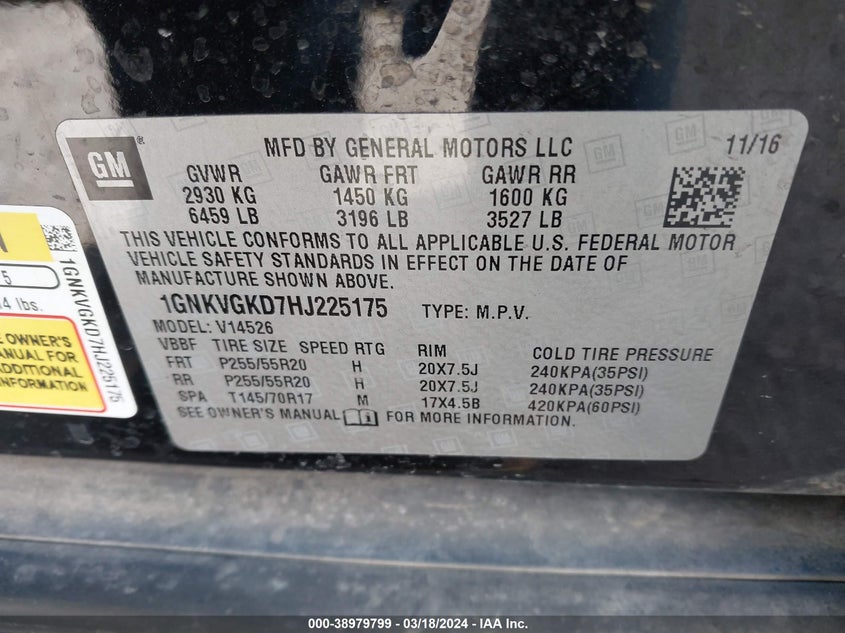 GM
MFD BY GENERAL MOTORS LLC
11/16
GVWR GAWR FRT GAWR RR
2930 KG 1450 KG 1600 KG
6459 LB 3196 LB 3527 LB
THIS VEHICLE CONFORMS TO ALL APPLICABLE U.S. FEDERAL MOTOR
VEHICLE SAFETY STANDARDS IN EFFECT ON THE DATE OF
MANUFACTURE SHOWN ABOVE.
1GNKVGKD7HJ225175 TYPE: M.P.V.
MODEL: V14526
VBBF TIRE SIZE SPEED RTG RIM COLD TIRE PRESSURE
FRT P255/55R20 H 20X7.5J 240KPA(35PSI)
RR P255/55R20 H 20X7.5J 240KPA(35PSI)
SPA T145/70R17 M 17X4.5B 420KPA(60PSI)
SEE OWNER'S MANUAL FOR MORE INFORMATION.
5
lbs.
OWNER'S
MANUAL FOR
ADDITIONAL
INFORMATION
1GNKVGKD7HJ225175
000-38979799 - 03/18/2024 - IAA Inc.